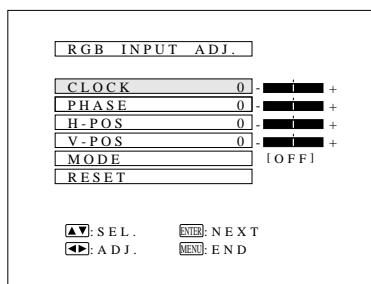 RGB INPUT ADJ.
CLOCK 0 - +
PHASE 0 - +
H-POS 0 - +
V-POS 0 - +
MODE [OFF]
RESET
▲▼:SEL. ENTER:NEXT
◀▶:ADJ. MENU:END